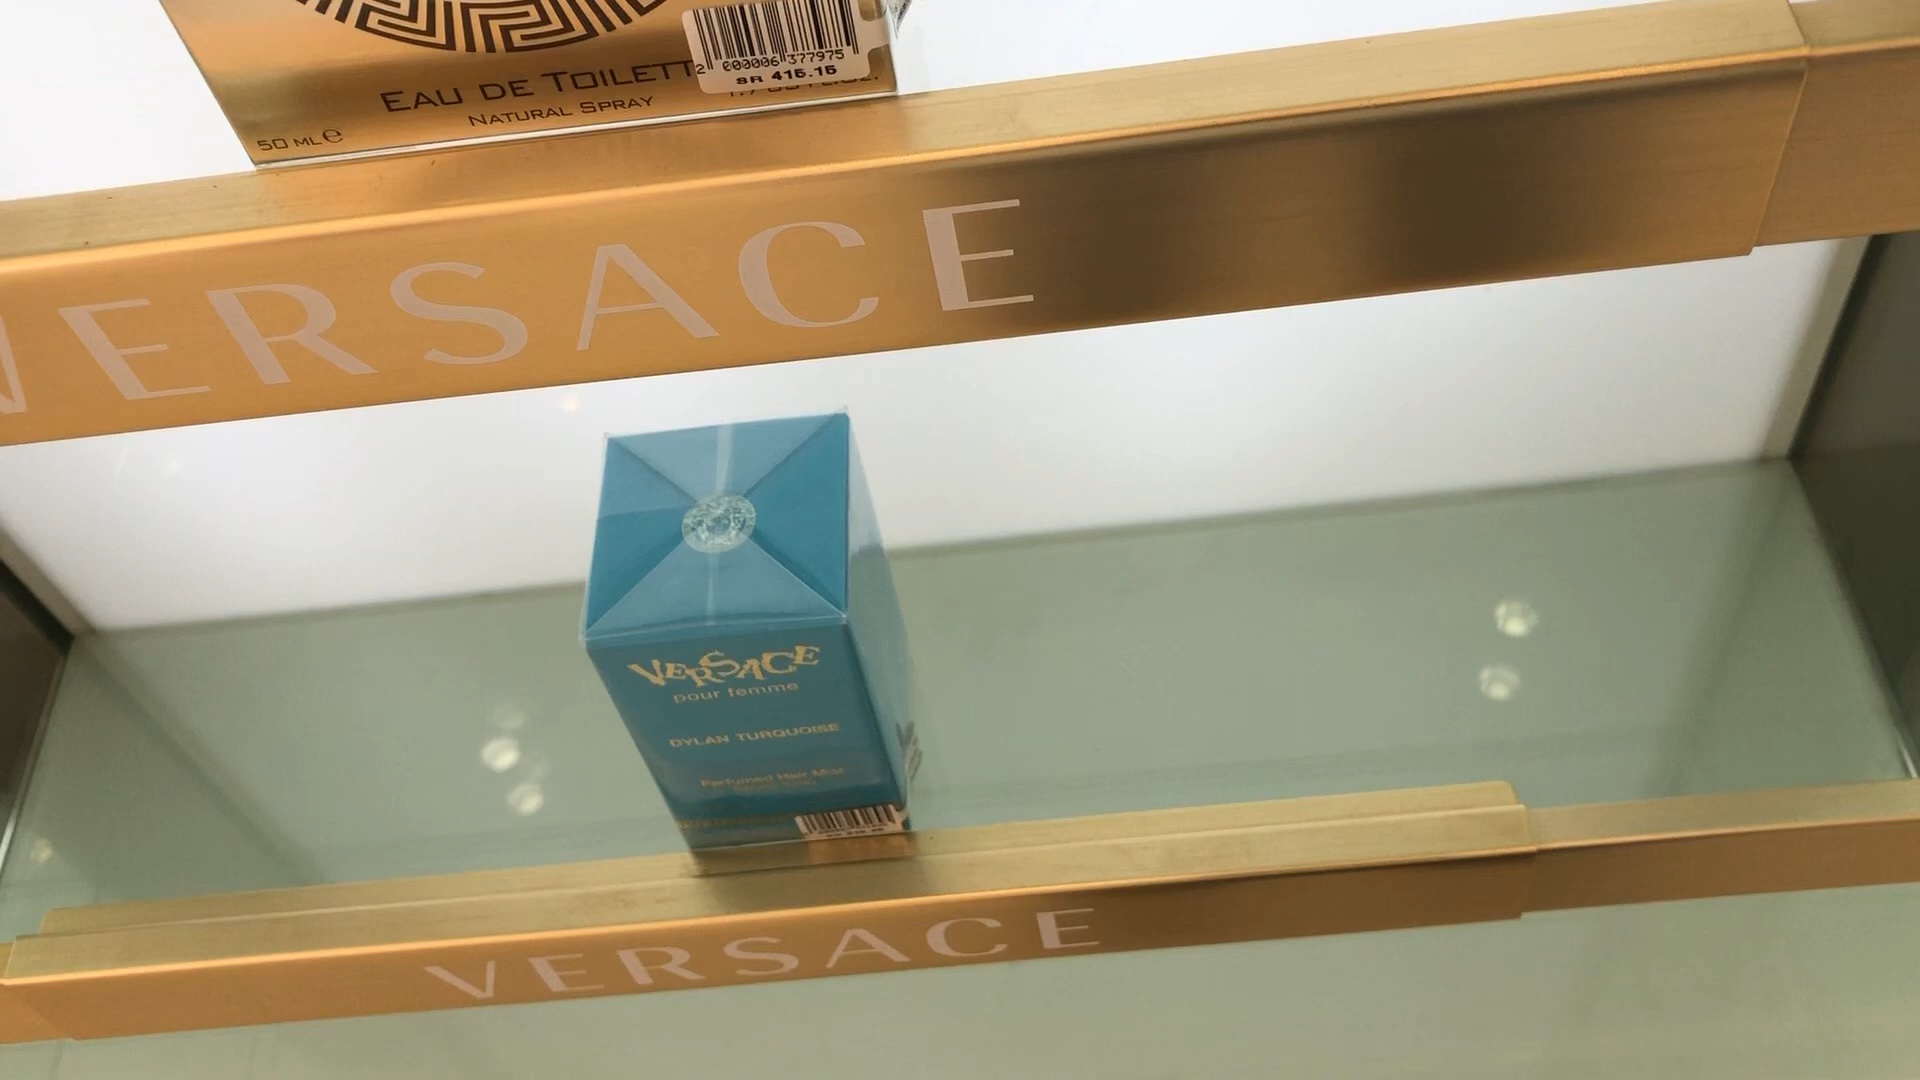 2 000006 377975
SR 415.15
EAU DE TOILETT
NATURAL SPRAY
50 ML e
VERSACE
VERSACE
pour femme
DYLAN TURQUOISE
Perfumed Hair Mist
VERSACE